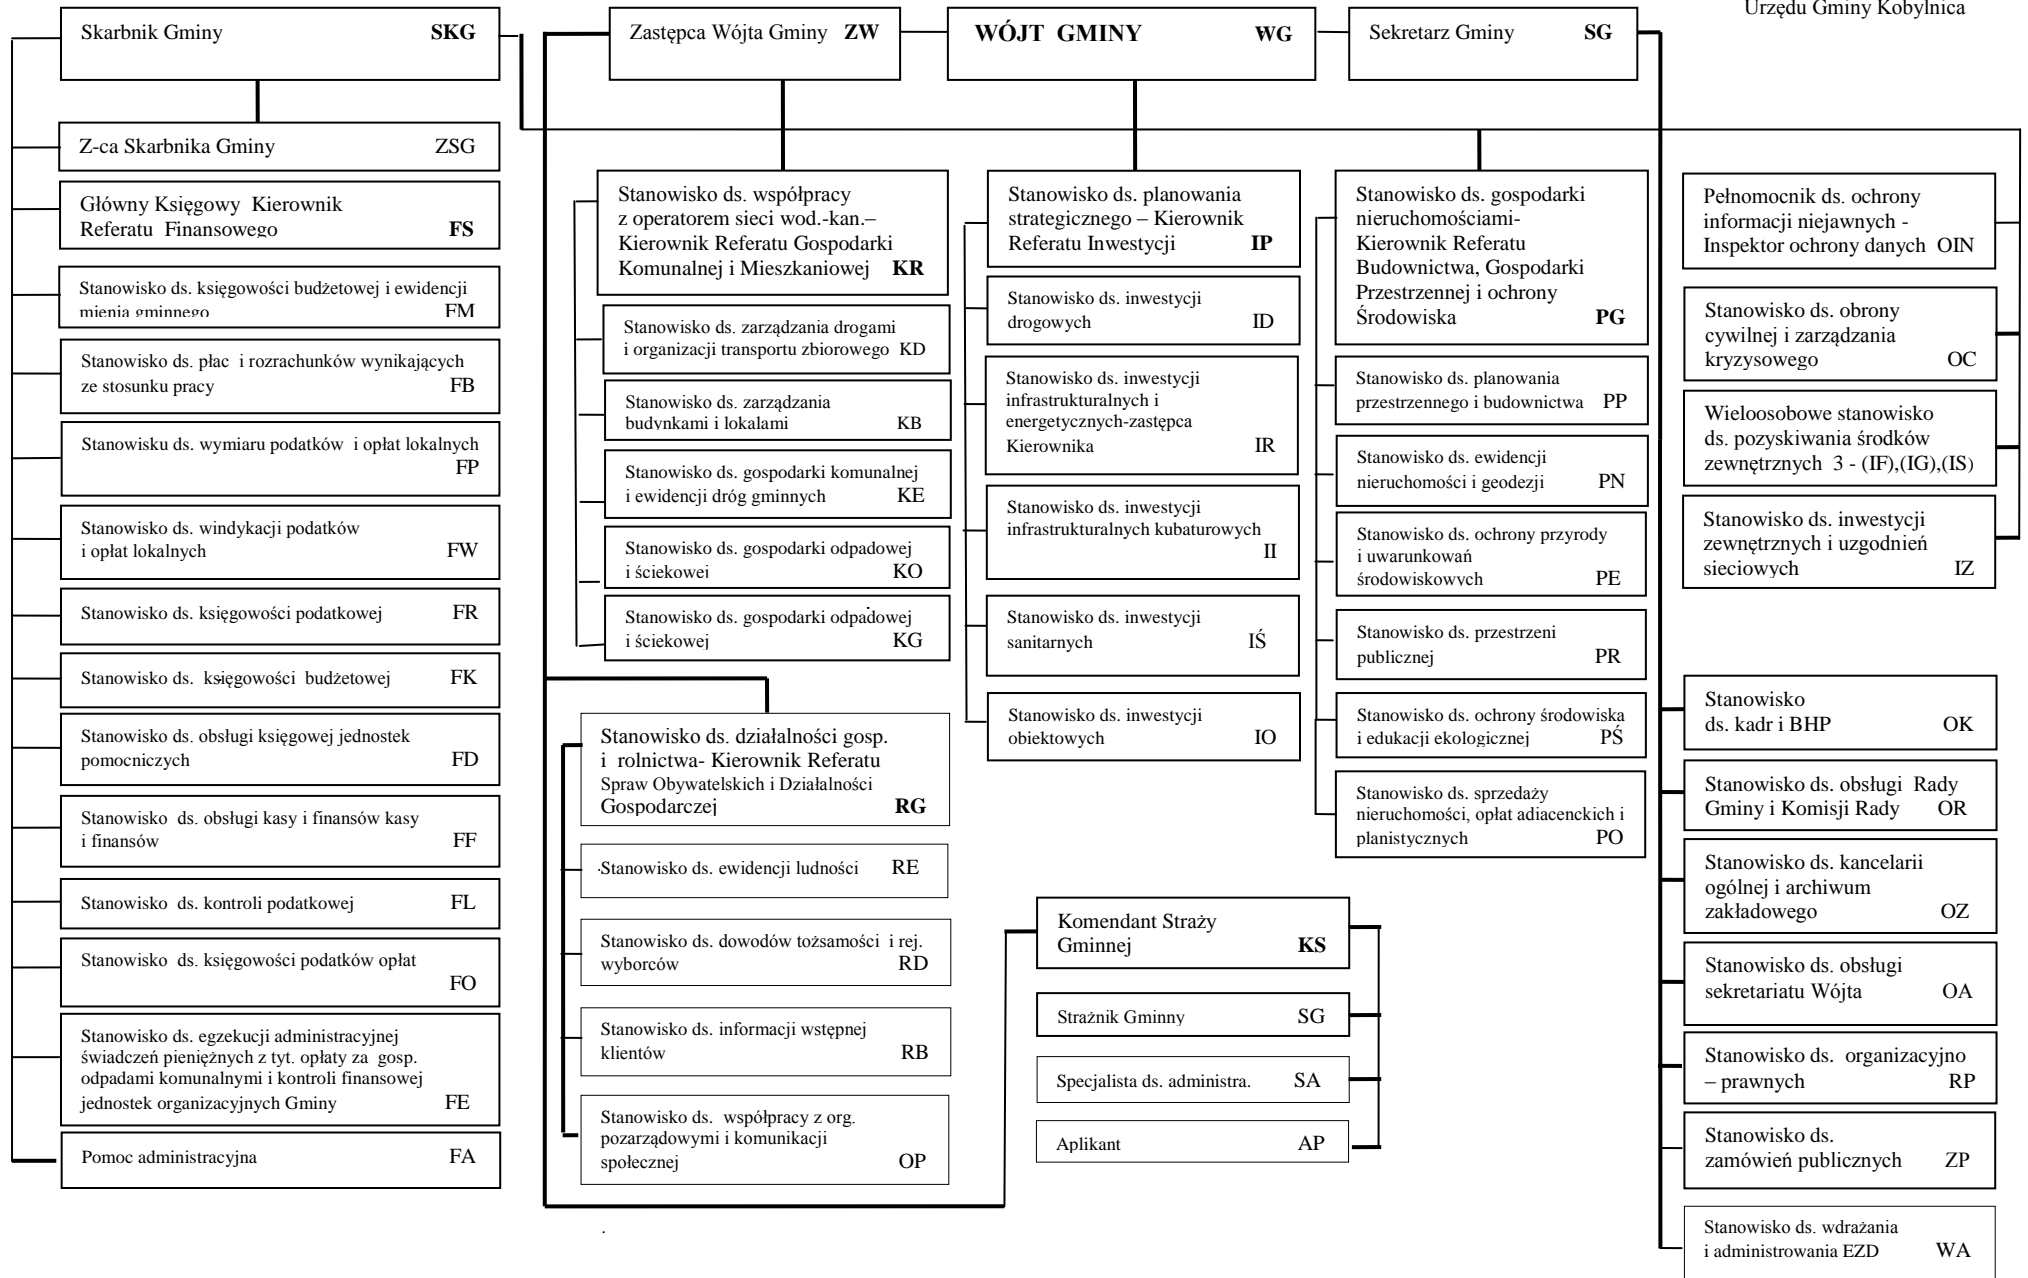 Urzędu Gminy Kobylnica
Skarbnik Gminy SKG
Zastępca Wójta Gminy ZW
WÓJT GMINY WG
Sekretarz Gminy SG
Z-ca Skarbnika Gminy ZSG
Główny Księgowy Kierownik
Referatu Finansowego FS
Stanowisko ds. księgowości budżetowej i ewidencji
mienia gminnego FM
Stanowisko ds. płac i rozrachunków wynikających
ze stosunku pracy FB
Stanowisku ds. wymiaru podatków i opłat lokalnych
FP
Stanowisko ds. windykacji podatków
i opłat lokalnych FW
Stanowisko ds. księgowości podatkowej FR
Stanowisko ds. księgowości budżetowej FK
Stanowisko ds. obsługi księgowej jednostek
pomocniczych FD
Stanowisko ds. obsługi kasy i finansów kasy
i finansów FF
Stanowisko ds. kontroli podatkowej FL
Stanowisko ds. księgowości podatków opłat
FO
Stanowisko ds. egzekucji administracyjnej
świadczeń pieniężnych z tyt. opłaty za gosp.
odpadami komunalnymi i kontroli finansowej
jednostek organizacyjnych Gminy FE
Pomoc administracyjna FA
Stanowisko ds. współpracy
z operatorem sieci wod.-kan.–
Kierownik Referatu Gospodarki
Komunalnej i Mieszkaniowej KR
Stanowisko ds. zarządzania drogami
i organizacji transportu zbiorowego KD
Stanowisko ds. zarządzania
budynkami i lokalami KB
Stanowisko ds. gospodarki komunalnej
i ewidencji dróg gminnych KE
Stanowisko ds. gospodarki odpadowej
i ściekowej KO
Stanowisko ds. gospodarki odpadowej
i ściekowej KG
Stanowisko ds. działalności gosp.
i rolnictwa- Kierownik Referatu
Spraw Obywatelskich i Działalności
Gospodarczej RG
.Stanowisko ds. ewidencji ludności RE
Stanowisko ds. dowodów tożsamości i rej.
wyborców RD
Stanowisko ds. informacji wstępnej
klientów RB
Stanowisko ds. współpracy z org.
pozarządowymi i komunikacji
społecznej OP
.
Stanowisko ds. planowania
strategicznego – Kierownik
Referatu Inwestycji IP
Stanowisko ds. inwestycji
drogowych ID
Stanowisko ds. inwestycji
infrastrukturalnych i
energetycznych-zastępca
Kierownika IR
Stanowisko ds. inwestycji
infrastrukturalnych kubaturowych
II
Stanowisko ds. inwestycji
sanitarnych IŚ
Stanowisko ds. inwestycji
obiektowych IO
Komendant Straży
Gminnej KS
Strażnik Gminny SG
Specjalista ds. administra. SA
Aplikant AP
Stanowisko ds. gospodarki
nieruchomościami-
Kierownik Referatu
Budownictwa, Gospodarki
Przestrzennej i ochrony
Środowiska PG
Stanowisko ds. planowania
przestrzennego i budownictwa PP
Stanowisko ds. ewidencji
nieruchomości i geodezji PN
Stanowisko ds. ochrony przyrody
i uwarunkowań
środowiskowych PE
Stanowisko ds. przestrzeni
publicznej PR
Stanowisko ds. ochrony środowiska
i edukacji ekologicznej PŚ
Stanowisko ds. sprzedaży
nieruchomości, opłat adiacenckich i
planistycznych PO
Pełnomocnik ds. ochrony
informacji niejawnych -
Inspektor ochrony danych OIN
Stanowisko ds. obrony
cywilnej i zarządzania
kryzysowego OC
Wieloosobowe stanowisko
ds. pozyskiwania środków
zewnętrznych 3 - (IF),(IG),(IS)
Stanowisko ds. inwestycji
zewnętrznych i uzgodnień
sieciowych IZ
Stanowisko
ds. kadr i BHP OK
Stanowisko ds. obsługi Rady
Gminy i Komisji Rady OR
Stanowisko ds. kancelarii
ogólnej i archiwum
zakładowego OZ
Stanowisko ds. obsługi
sekretariatu Wójta OA
Stanowisko ds. organizacyjno
– prawnych RP
Stanowisko ds.
zamówień publicznych ZP
Stanowisko ds. wdrażania
i administrowania EZD WA